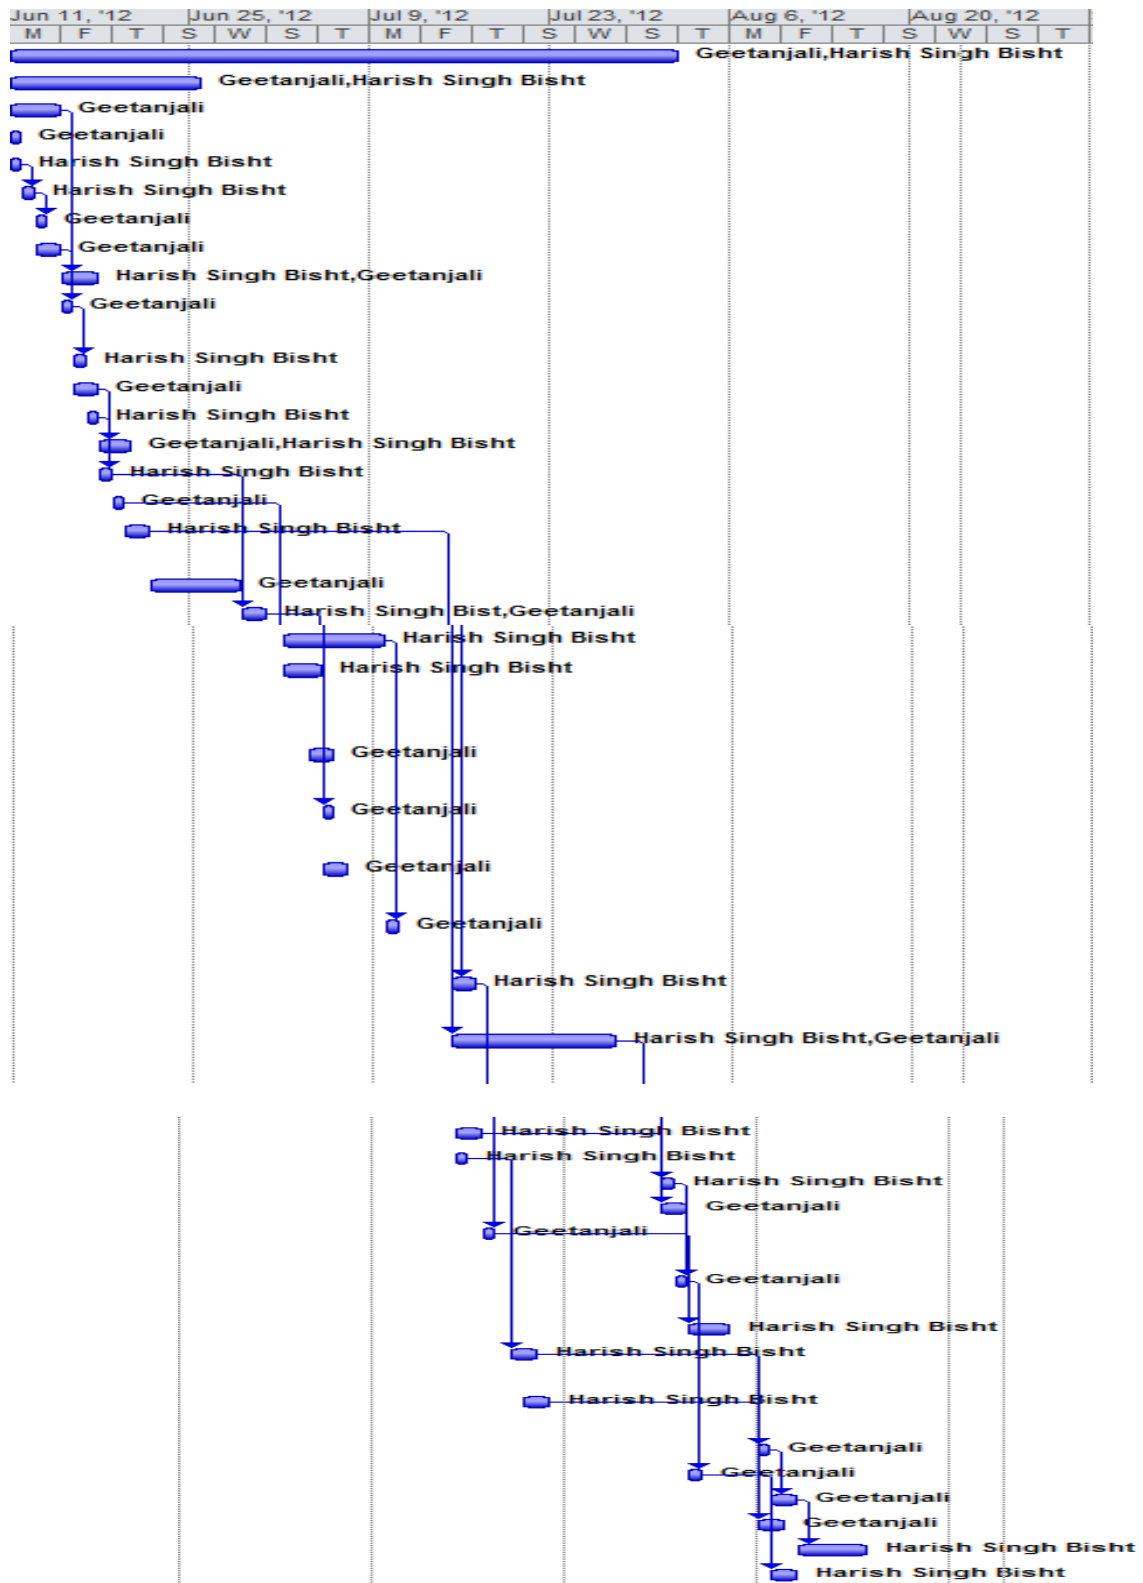 Jun 11, '12 Jun 25, '12 Jul 9, '12 Jul 23, '12 Aug 6, '12 Aug 20, '12
M F T S W S T M F T S W S T M F T S W S T
Geetanjali,Harish Singh Bisht
Geetanjali,Harish Singh Bisht
Geetanjali
Geetanjali
Harish Singh Bisht
Harish Singh Bisht
Geetanjali
Geetanjali
Harish Singh Bisht,Geetanjali
Geetanjali
Harish Singh Bisht
Geetanjali
Harish Singh Bisht
Geetanjali,Harish Singh Bisht
Harish Singh Bisht
Geetanjali
Harish Singh Bisht
Geetanjali
Harish Singh Bist,Geetanjali
Harish Singh Bisht
Harish Singh Bisht
Geetanjali
Geetanjali
Geetanjali
Geetanjali
Harish Singh Bisht
Harish Singh Bisht,Geetanjali
Harish Singh Bisht
Harish Singh Bisht
Harish Singh Bisht
Geetanjali
Geetanjali
Geetanjali
Harish Singh Bisht
Harish Singh Bisht
Harish Singh Bisht
Geetanjali
Geetanjali
Geetanjali
Geetanjali
Harish Singh Bisht
Harish Singh Bisht